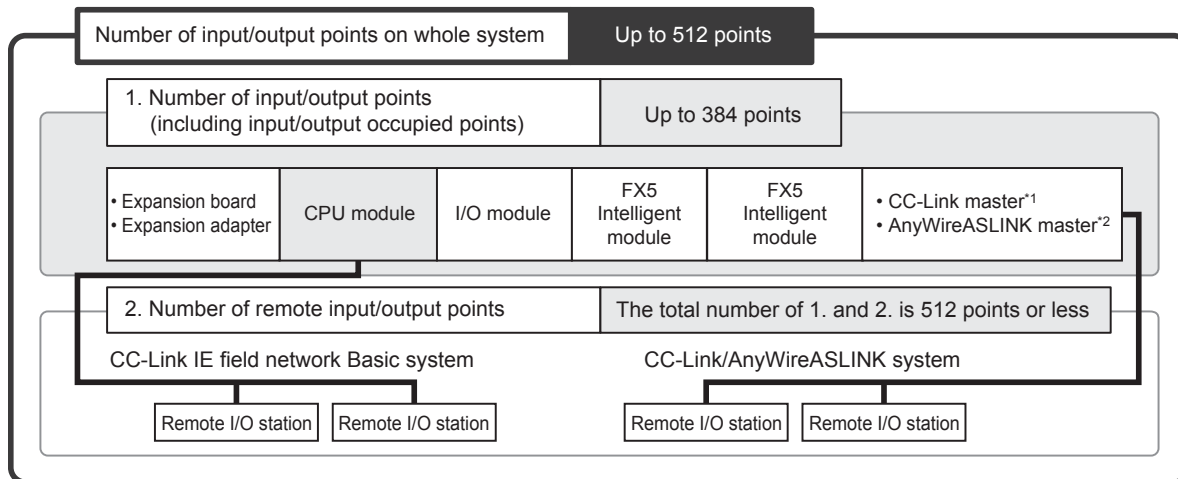 Number of input/output points on whole system
Up to 512 points
1. Number of input/output points
(including input/output occupied points)
Up to 384 points
• Expansion board
• Expansion adapter
CPU module
I/O module
FX5
Intelligent
module
FX5
Intelligent
module
• CC-Link master*1
• AnyWireASLINK master*2
2. Number of remote input/output points
The total number of 1. and 2. is 512 points or less
CC-Link IE field network Basic system
CC-Link/AnyWireASLINK system
Remote I/O station
Remote I/O station
Remote I/O station
Remote I/O station